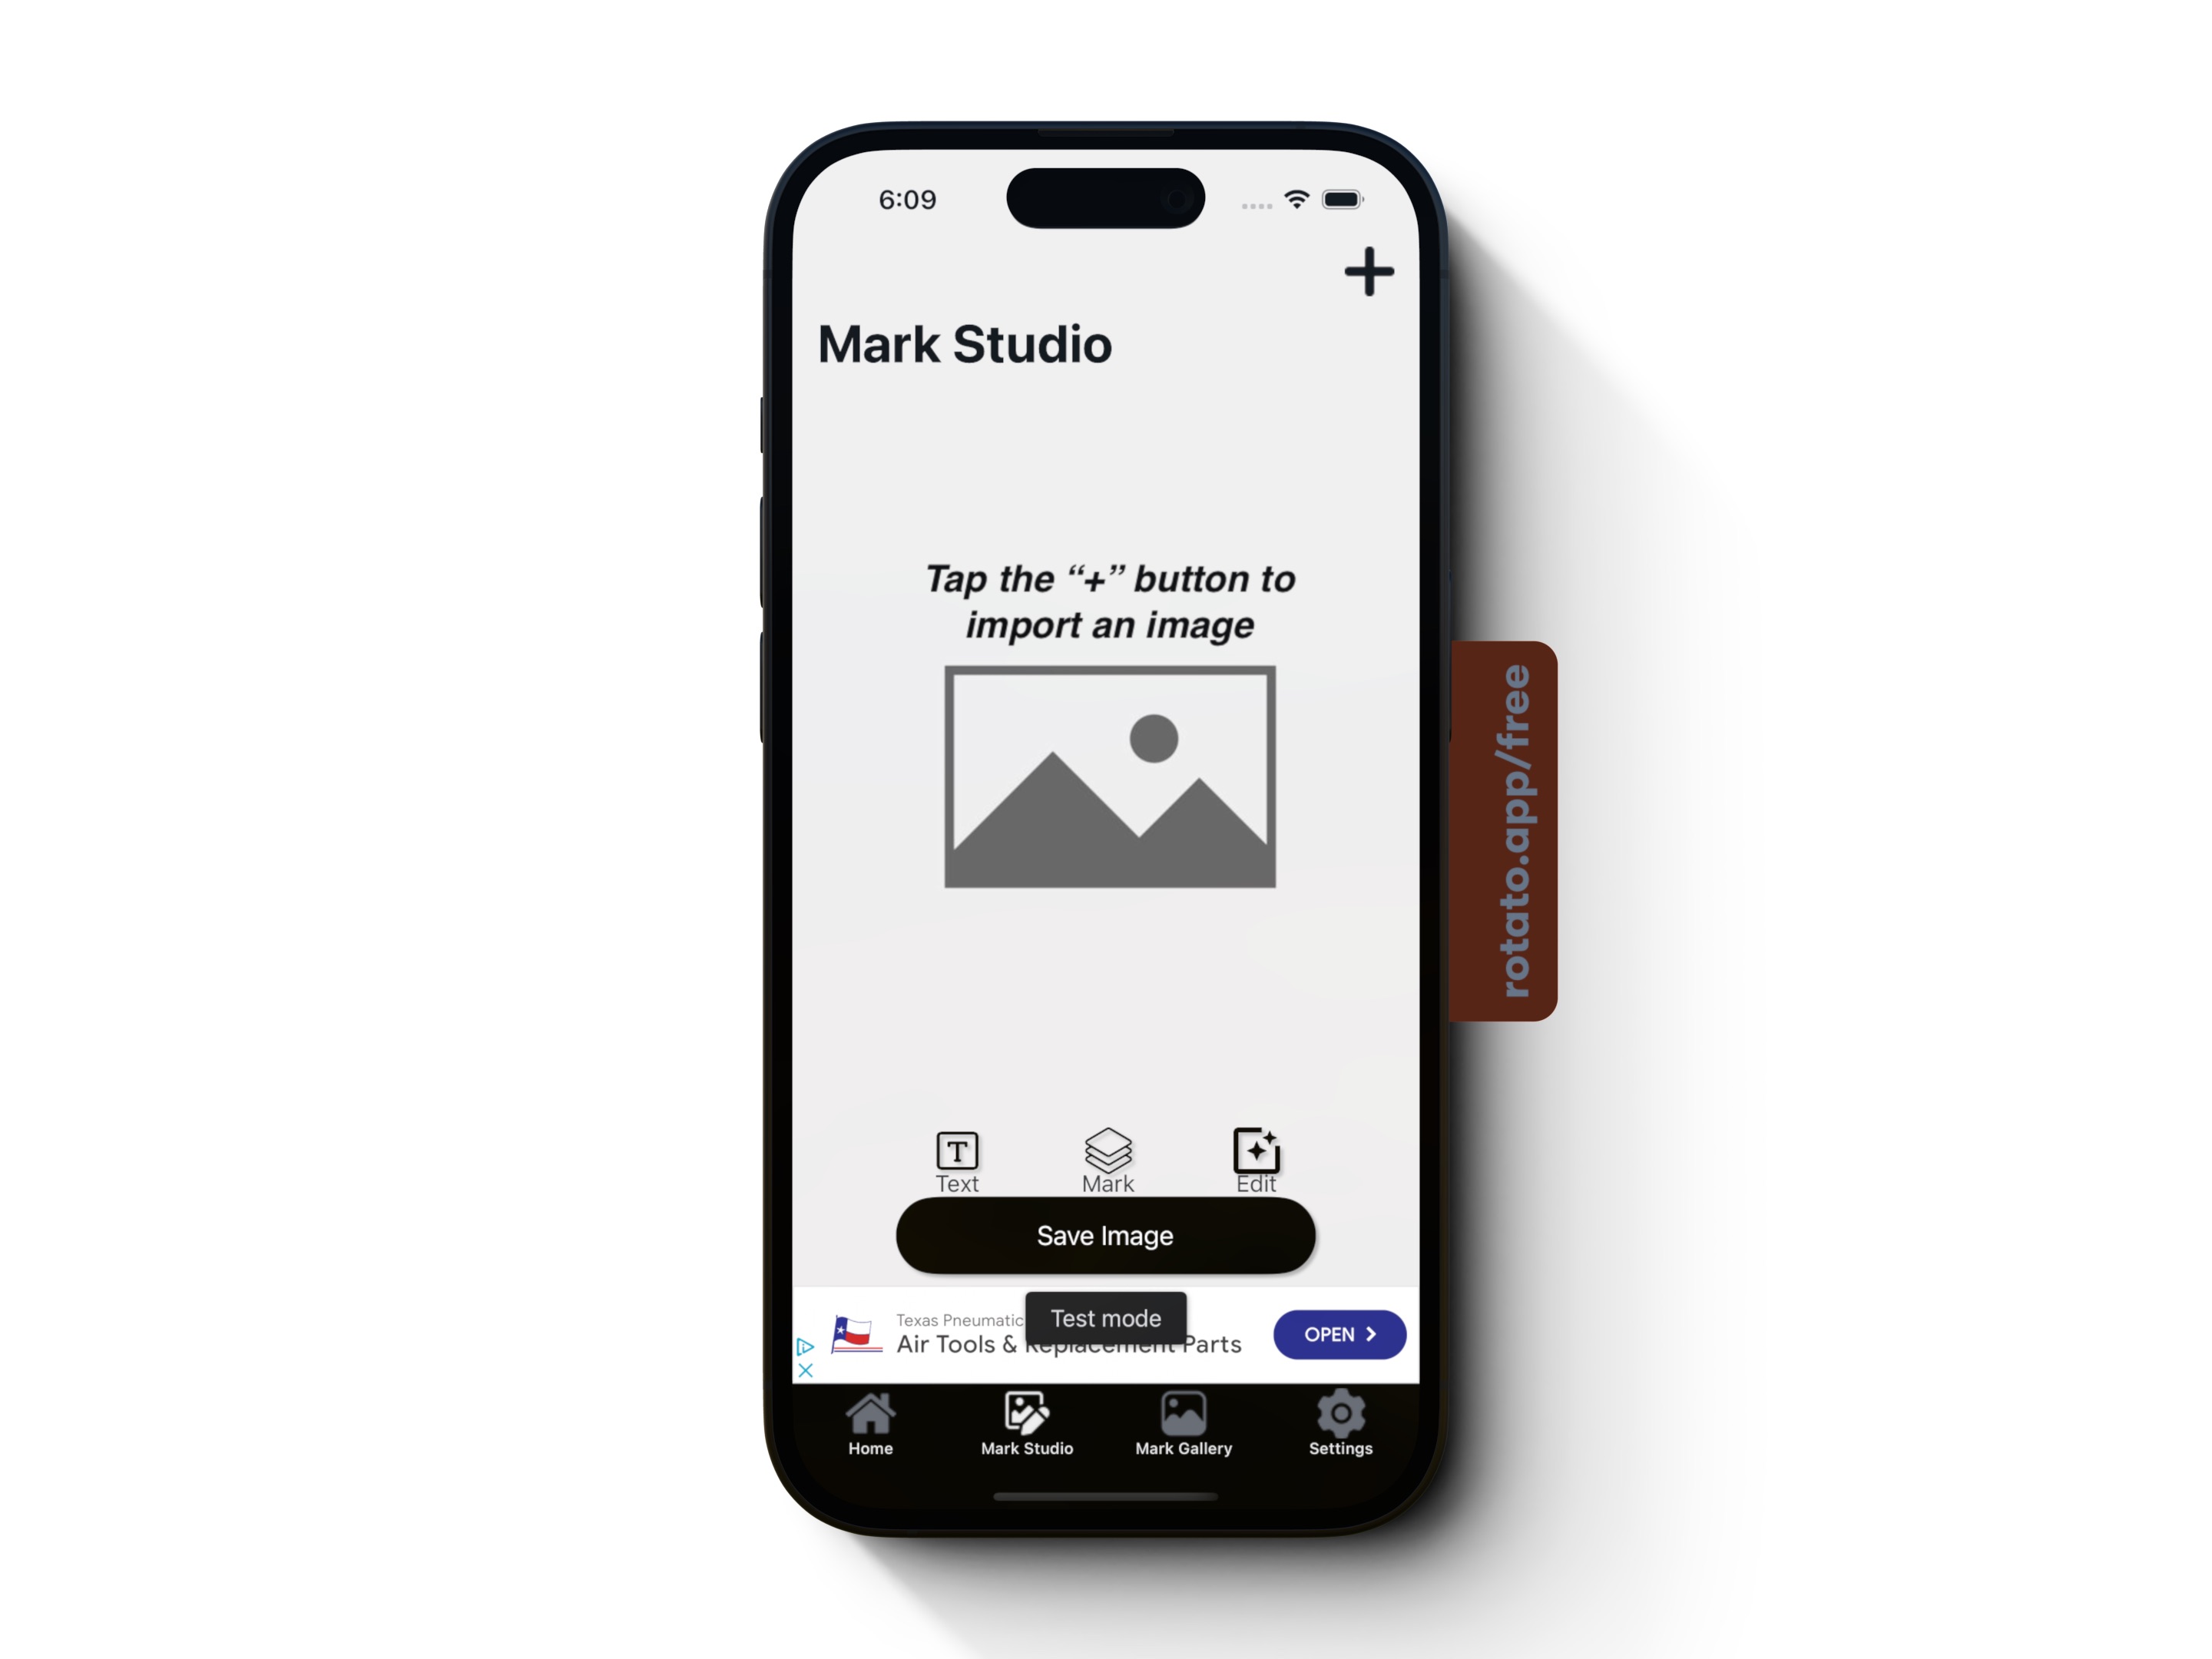 6:09
Mark Studio
Tap the “+” button to
import an image
rotato.app/free
T
Text
Mark
Edit
Save Image
Texas Pneumatic
Test mode
Air Tools & Replacement Parts
OPEN
Home
Mark Studio
Mark Gallery
Settings